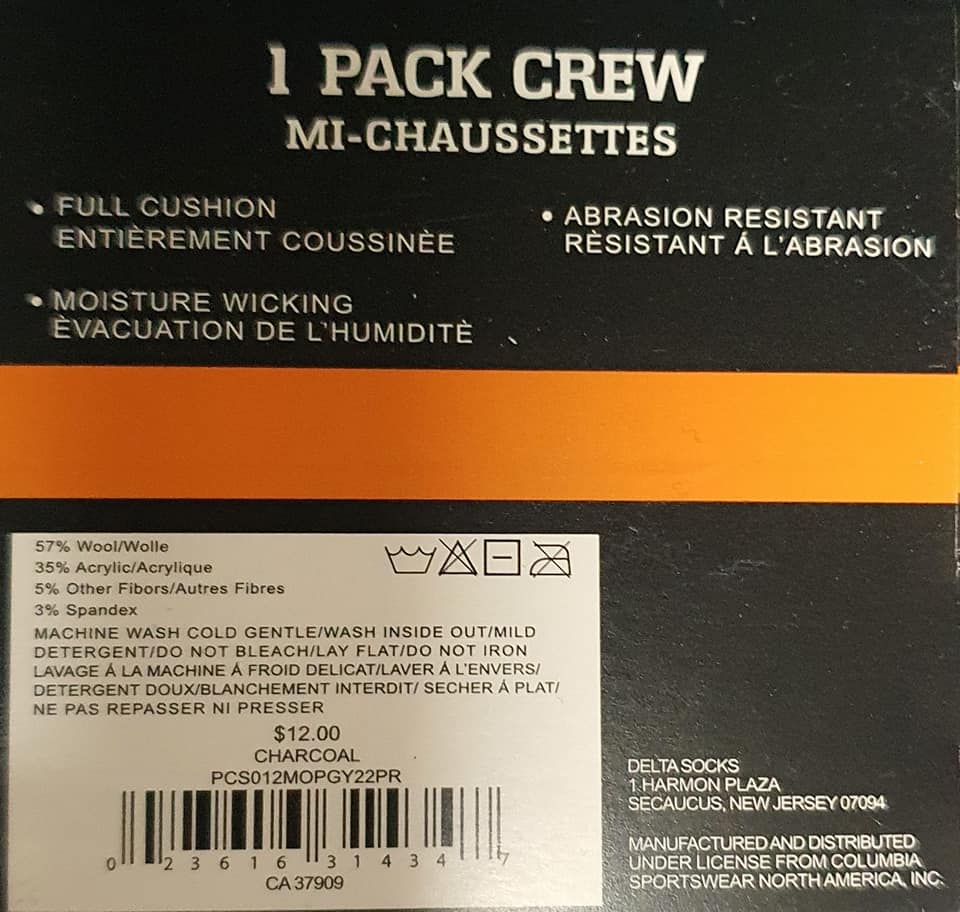 1 PACK CREW
MI-CHAUSSETTES
• FULL CUSHION
ENTIÈREMENT COUSSINÈE
• ABRASION RESISTANT
RÈSISTANT Á L'ABRASION
• MOISTURE WICKING
ÈVACUATION DE L'HUMIDITÈ
57% Wool/Wolle
35% Acrylic/Acrylique
5% Other Fibors/Autres Fibres
3% Spandex
MACHINE WASH COLD GENTLE/WASH INSIDE OUT/MILD
DETERGENT/DO NOT BLEACH/LAY FLAT/DO NOT IRON
LAVAGE Á LA MACHINE Á FROID DELICAT/LAVER Á L'ENVERS/
DETERGENT DOUX/BLANCHEMENT INTERDIT/ SECHER Á PLAT/
NE PAS REPASSER NI PRESSER
$12.00
CHARCOAL
PCS012MOPGY22PR
0 23616 31434 7
CA 37909
DELTA SOCKS
1 HARMON PLAZA
SECAUCUS, NEW JERSEY 07094
MANUFACTURED AND DISTRIBUTED
UNDER LICENSE FROM COLUMBIA
SPORTSWEAR NORTH AMERICA, INC.